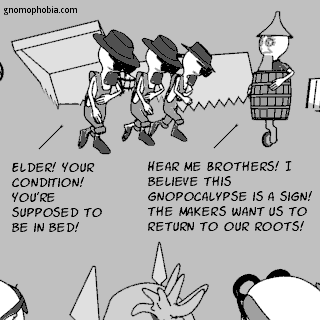 gnomophobia.com
ELDER! YOUR
CONDITION!
YOU'RE
SUPPOSED TO
BE IN BED!
HEAR ME BROTHERS! I
BELIEVE THIS
GNOPOCALYPSE IS A SIGN!
THE MAKERS WANT US TO
RETURN TO OUR ROOTS!